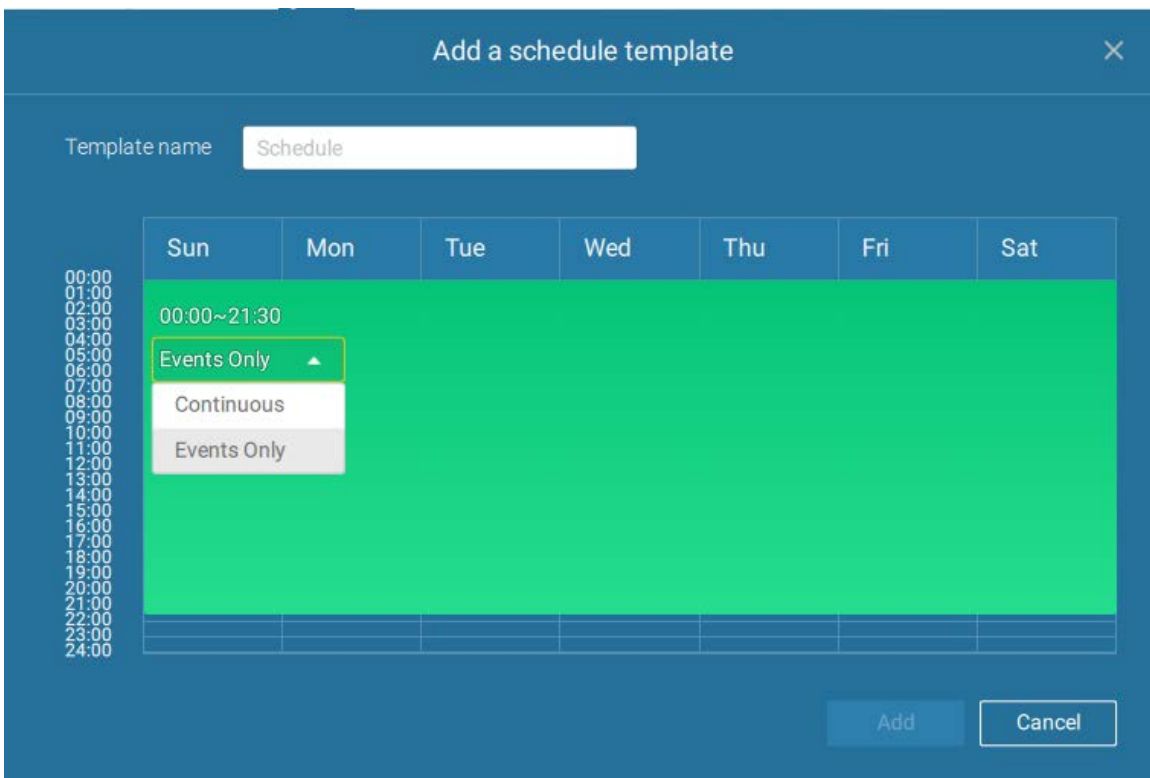 Add a schedule template
Template name
Schedule
Sun Mon Tue Wed Thu Fri Sat
00:00
01:00
02:00
03:00
04:00
05:00
06:00
07:00
08:00
09:00
10:00
11:00
12:00
13:00
14:00
15:00
16:00
17:00
18:00
19:00
20:00
21:00
22:00
23:00
24:00
00:00~21:30
Events Only
Continuous
Events Only
Add
Cancel